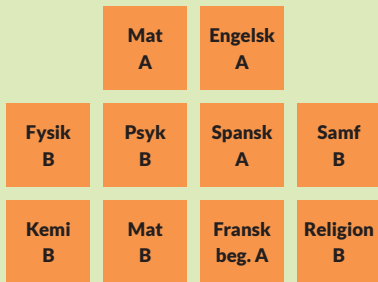 Mat
A
Engelsk
A
Fysik
B
Psyk
B
Spansk
A
Samf
B
Kemi
B
Mat
B
Fransk
beg. A
Religion
B